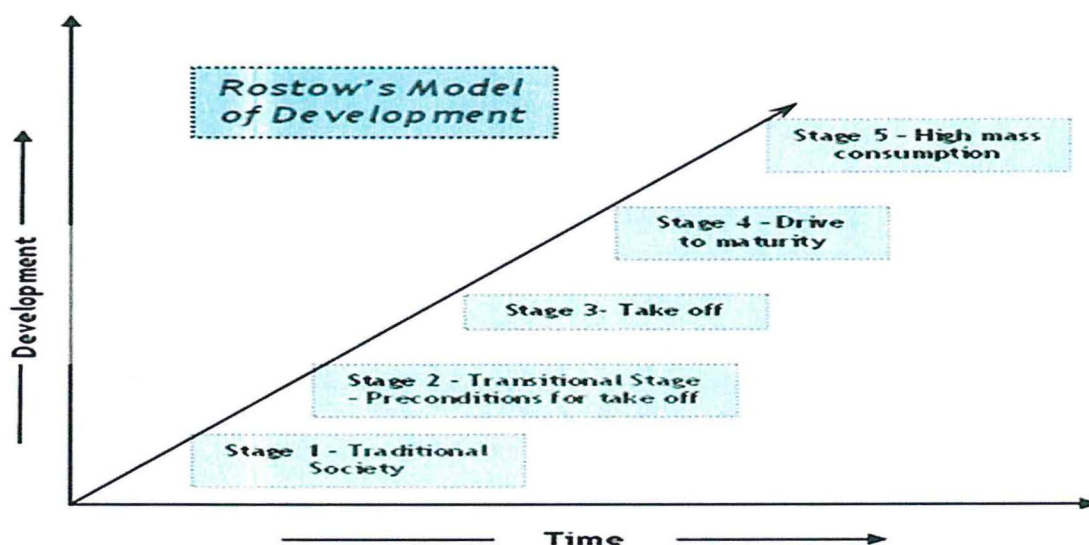 Rostow's Model
of Development
Stage 5 - High mass
consumption
Stage 4 - Drive
to maturity
Stage 3- Take off
Stage 2 - Transitional Stage
- Preconditions for take off
Stage 1 - Traditional
Society
Development
Time